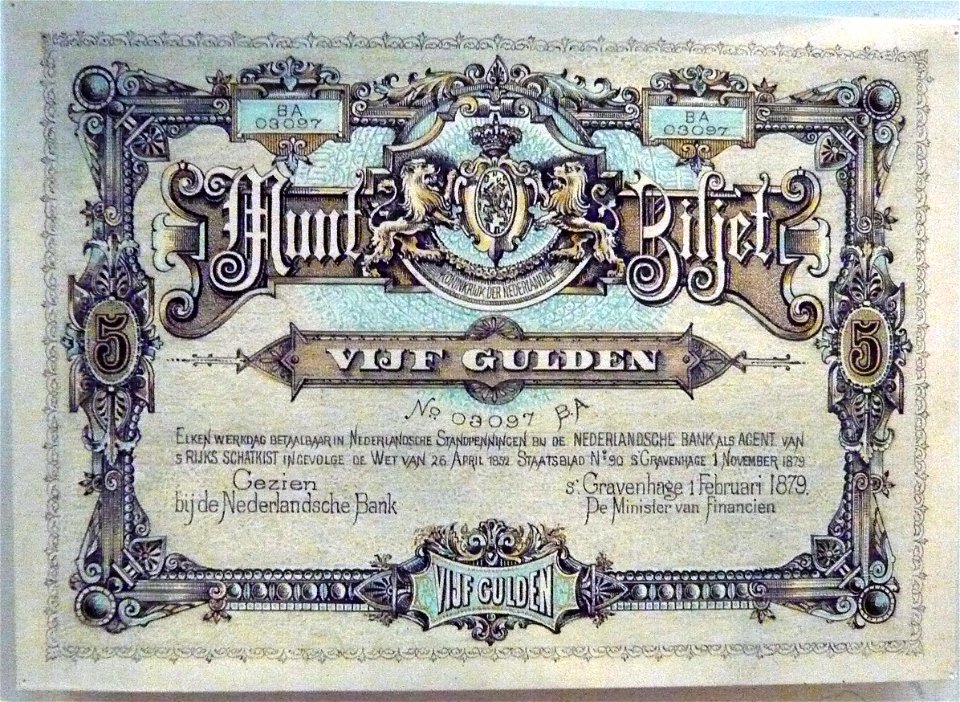 BA
03097
BA
03097
Munt Biljet
KONINKRIJK DER NEDERLANDEN
5
5
VIJF GULDEN
No 03097 BA
ELKEN WERKDAG BETAALBAAR IN NEDERLANDSCHE STANDPENNINGEN BIJ DE NEDERLANDSCHE BANK ALS AGENT VAN
'S RIJKS SCHATKIST INGEVOLGE DE WET VAN 26 APRIL 1852 STAATSBLAD No 90 S'GRAVENHAGE 1 NOVEMBER 1879
Gezien
bij de Nederlandsche Bank
s'. Gravenhage 1 Februari 1879.
De Minister van Financien
VIJF GULDEN